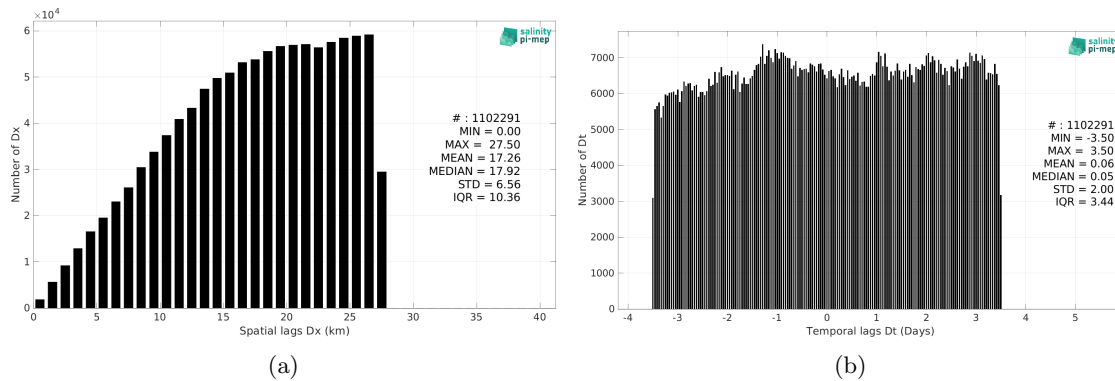 ×10⁴
6
5
4
3
2
1
0
Number of Dx
0 5 10 15 20 25 30 35 40
Spatial lags Dx (km)
salinity
pi-mep
# : 1102291
MIN = 0.00
MAX = 27.50
MEAN = 17.26
MEDIAN = 17.92
STD = 6.56
IQR = 10.36
(a)
7000
6000
5000
4000
3000
2000
1000
0
Number of Dt
-4 -3 -2 -1 0 1 2 3 4 5
Temporal lags Dt (Days)
salinity
pi-mep
# : 1102291
MIN = -3.50
MAX = 3.50
MEAN = 0.06
MEDIAN = 0.05
STD = 2.00
IQR = 3.44
(b)